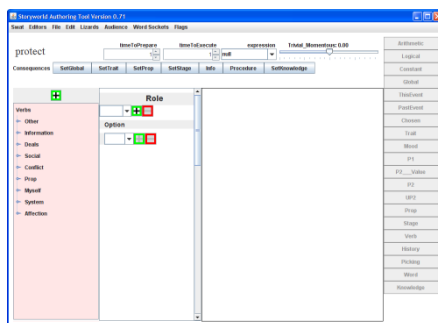 Storyworld Authoring Tool Version 0.71
Swat Editors File Edit Lizards Audience Word Sockets Flags
protect
timeToPrepare timeToExecute expression Trivial_Momentous: 0.00
1 1 null
Consequences SetGlobal SetTrait SetProp SetStage Info Procedure SetKnowledge
Verbs
Other
Information
Deals
Social
Conflict
Prop
Myself
System
Affection
Role
Option
Arithmetic
Logical
Constant
Global
ThisEvent
PastEvent
Chosen
Trait
Mood
P1
P2___Value
P2
UP2
Prop
Stage
Verb
History
Picking
Word
Knowledge